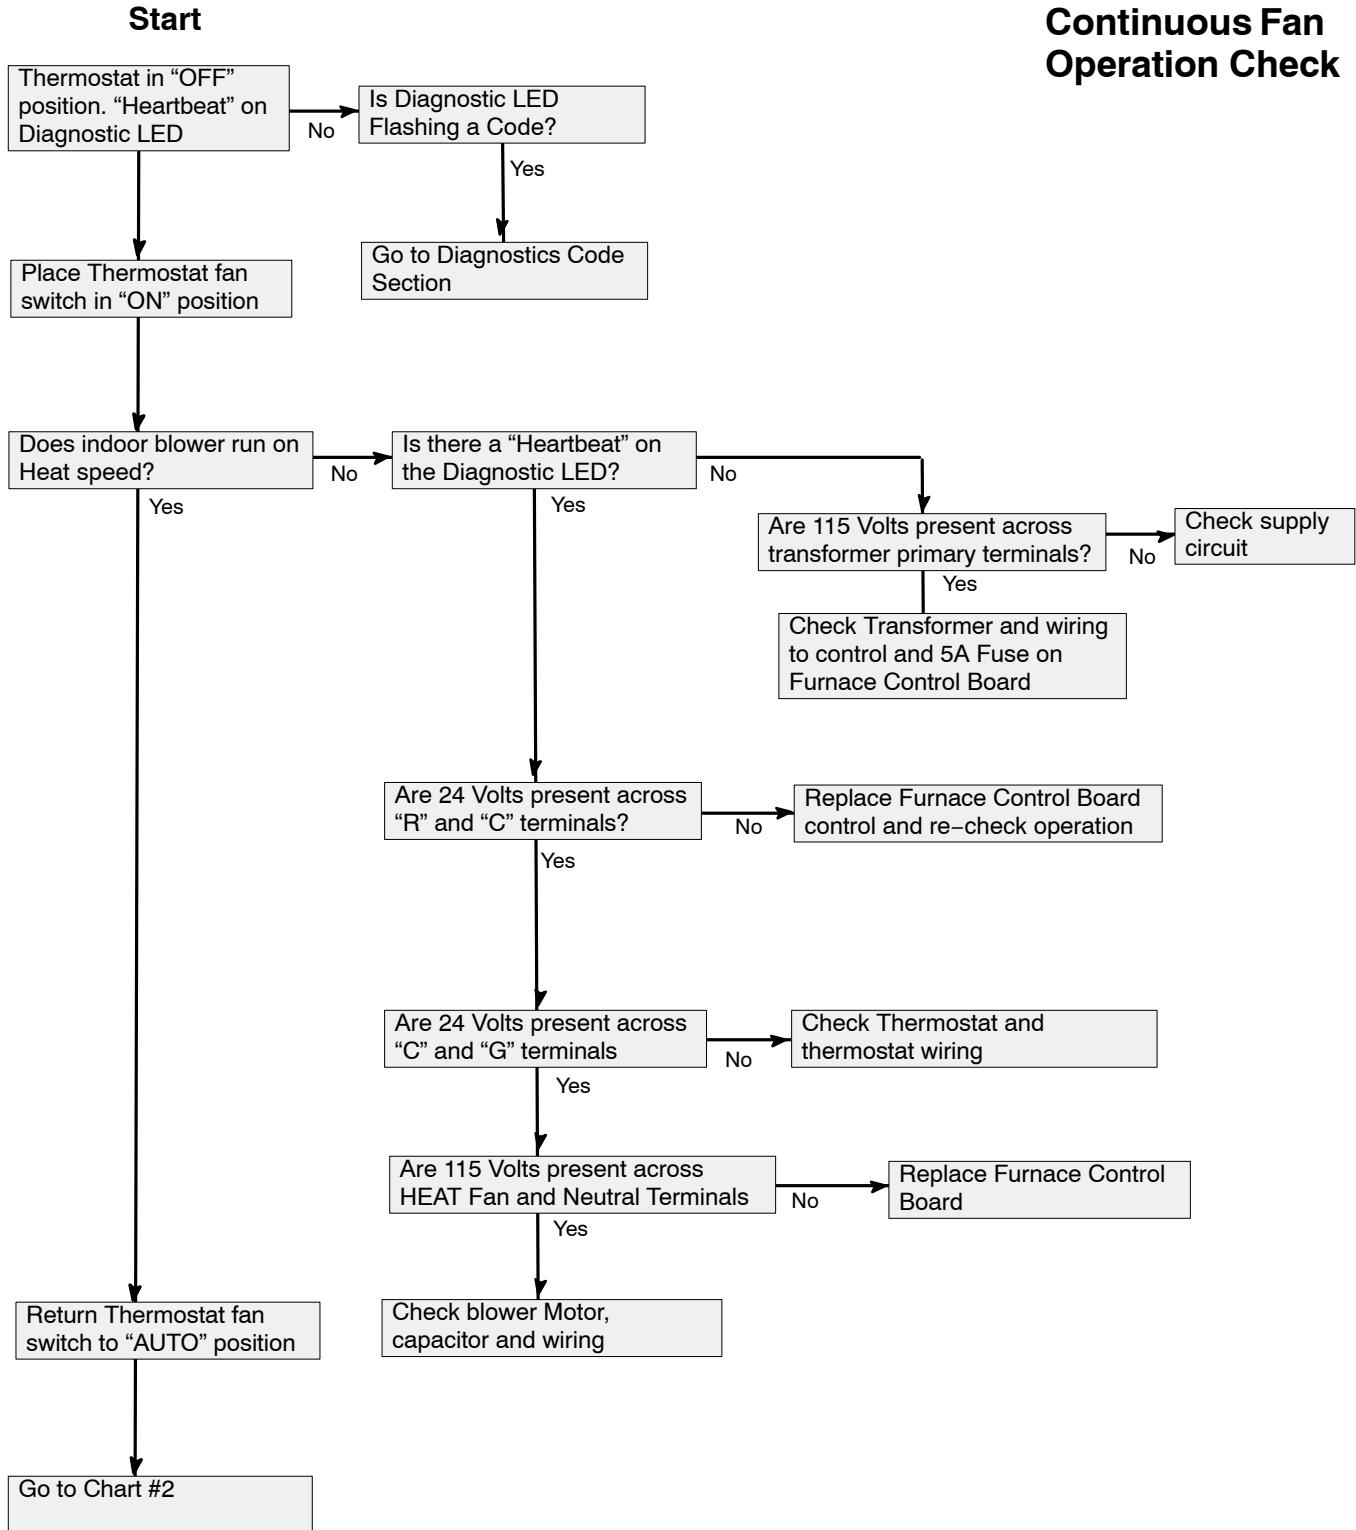 Start
Continuous Fan
Operation Check
Thermostat in “OFF”
position. “Heartbeat” on
Diagnostic LED
No
Is Diagnostic LED
Flashing a Code?
Yes
Go to Diagnostics Code
Section
Place Thermostat fan
switch in “ON” position
Does indoor blower run on
Heat speed?
No
Yes
Is there a “Heartbeat” on
the Diagnostic LED?
No
Yes
Are 115 Volts present across
transformer primary terminals?
No
Check supply
circuit
Yes
Check Transformer and wiring
to control and 5A Fuse on
Furnace Control Board
Are 24 Volts present across
“R” and “C” terminals?
No
Replace Furnace Control Board
control and re−check operation
Yes
Are 24 Volts present across
“C” and “G” terminals
No
Check Thermostat and
thermostat wiring
Yes
Are 115 Volts present across
HEAT Fan and Neutral Terminals
No
Replace Furnace Control
Board
Yes
Check blower Motor,
capacitor and wiring
Return Thermostat fan
switch to “AUTO” position
Go to Chart #2